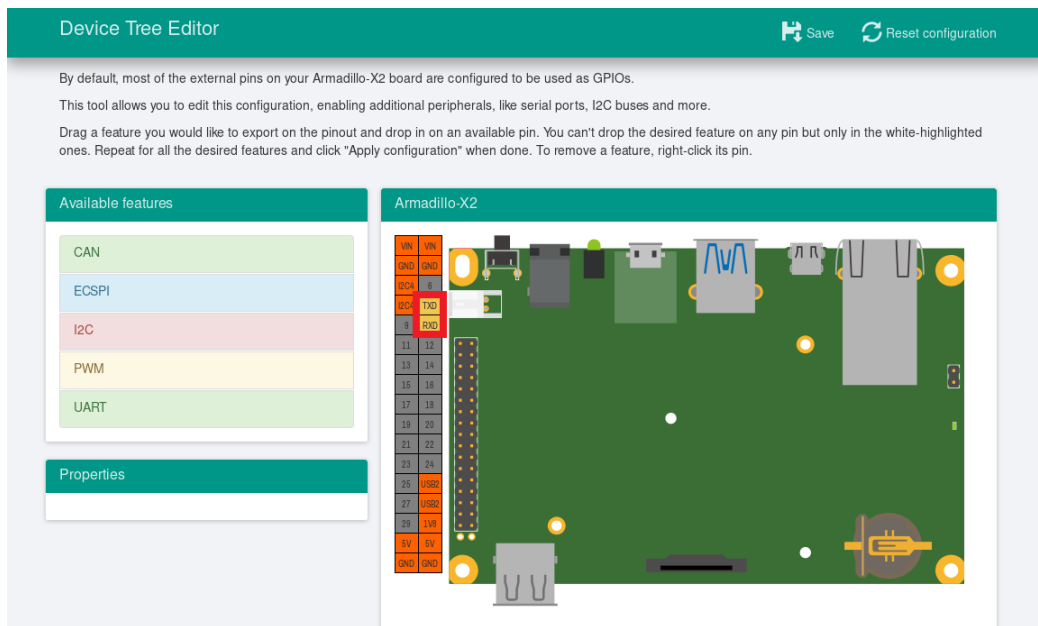 Device Tree Editor
Save
Reset configuration
By default, most of the external pins on your Armadillo-X2 board are configured to be used as GPIOs.
This tool allows you to edit this configuration, enabling additional peripherals, like serial ports, I2C buses and more.
Drag a feature you would like to export on the pinout and drop in on an available pin. You can't drop the desired feature on any pin but only in the white-highlighted
ones. Repeat for all the desired features and click "Apply configuration" when done. To remove a feature, right-click its pin.
Available features
CAN
ECSPI
I2C
PWM
UART
Properties
Armadillo-X2
VIN VIN
GND GND
I2C4 6
I2C4 TXD
9 RXD
11 12
13 14
15 16
17 18
19 20
21 22
23 24
25 USB2
27 USB2
29 1V8
5V 5V
GND GND